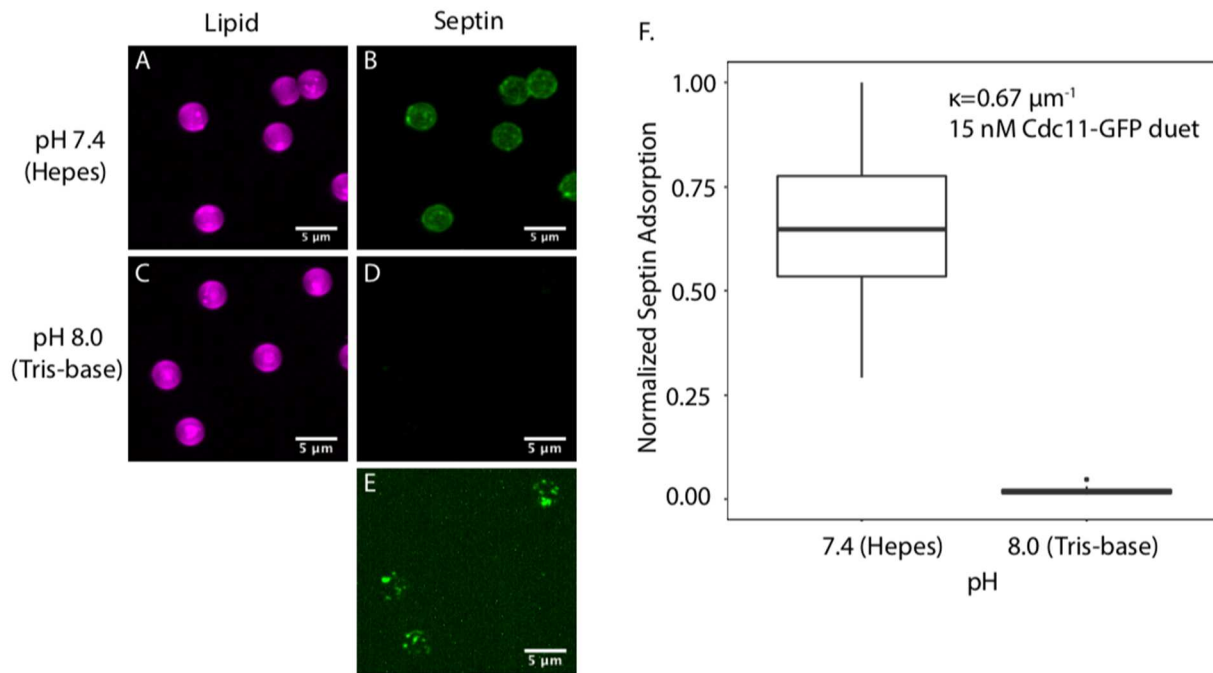 Lipid
Septin
F.
pH 7.4
(Hepes)
A
B
5 µm
5 µm
pH 8.0
(Tris-base)
C
D
5 µm
5 µm
E
5 µm
κ=0.67 µm⁻¹
15 nM Cdc11-GFP duet
Normalized Septin Adsorption
1.00
0.75
0.50
0.25
0.00
7.4 (Hepes)
8.0 (Tris-base)
pH